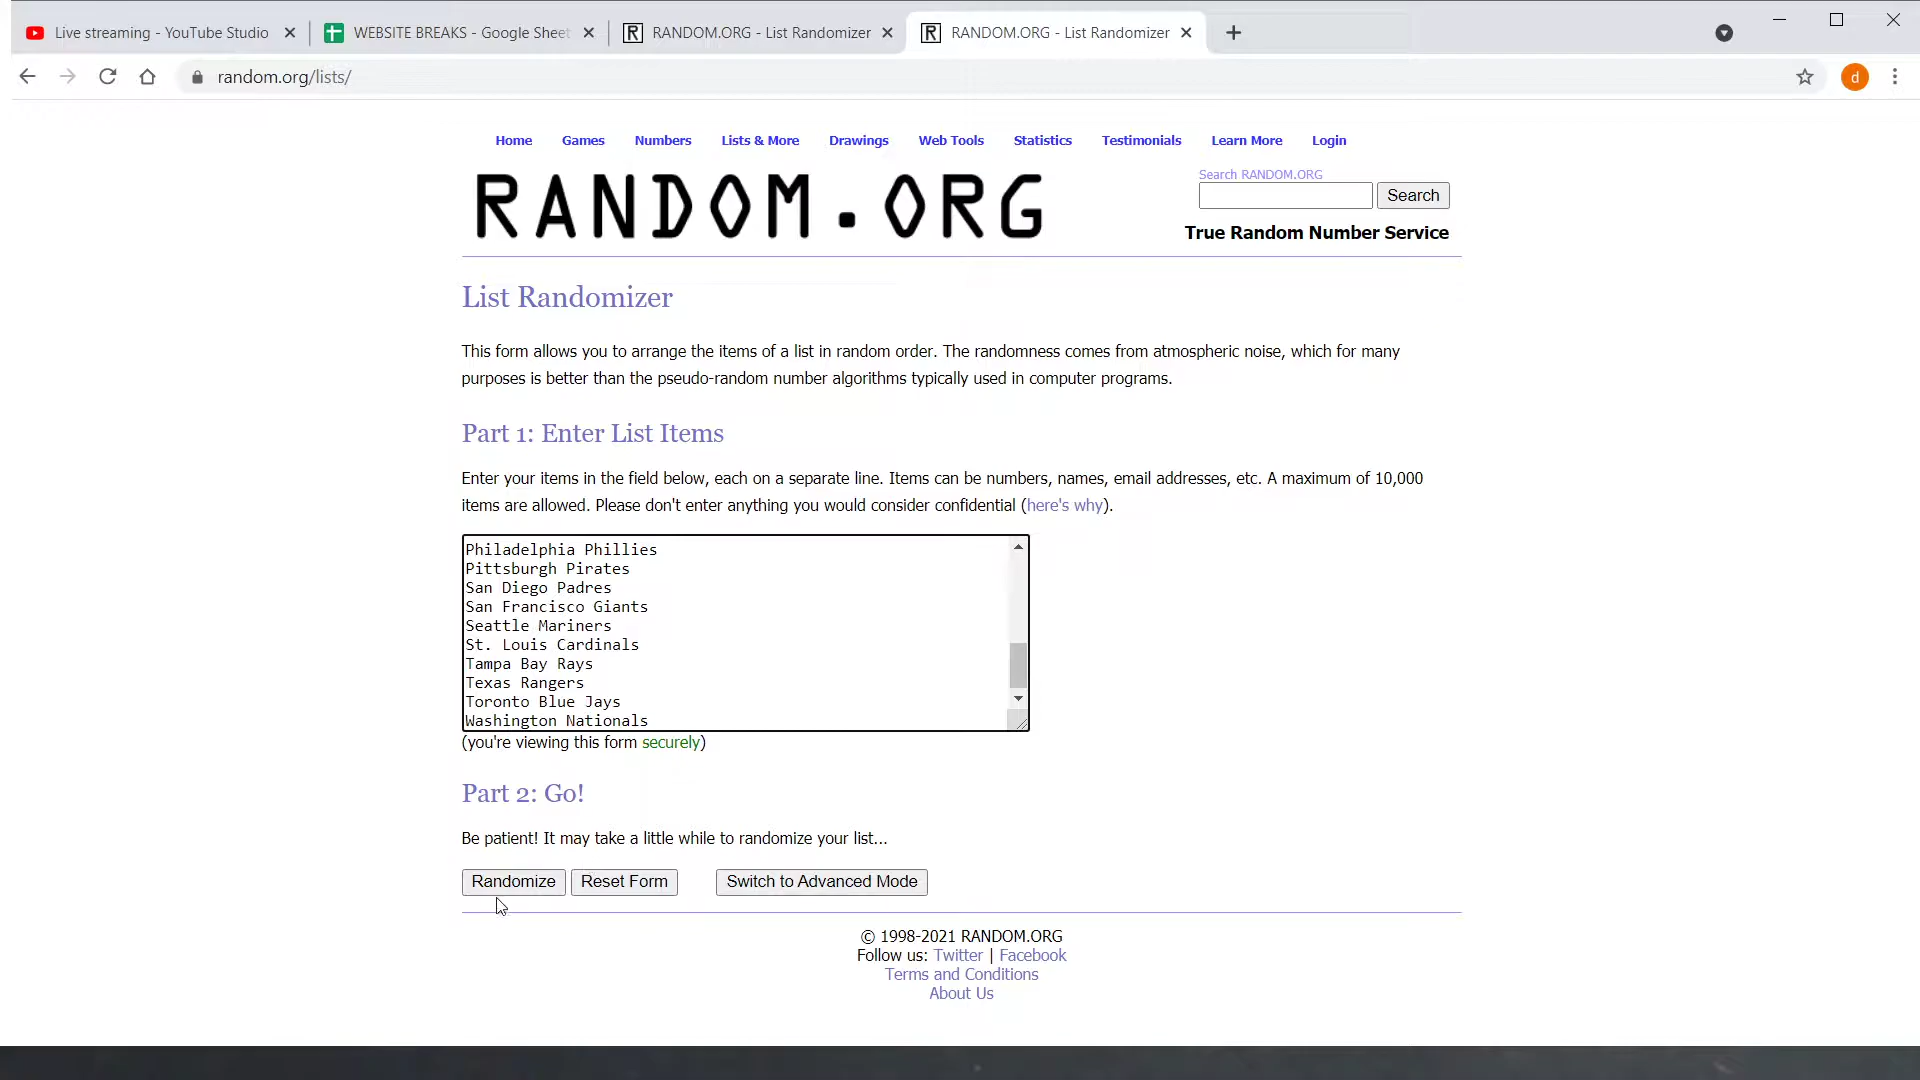 Live streaming - YouTube Studio
WEBSITE BREAKS - Google Sheet
RANDOM.ORG - List Randomizer
RANDOM.ORG - List Randomizer
random.org/lists/
d
Home Games Numbers Lists & More Drawings Web Tools Statistics Testimonials Learn More Login
RANDOM.ORG
Search RANDOM.ORG
Search
True Random Number Service
List Randomizer
This form allows you to arrange the items of a list in random order. The randomness comes from atmospheric noise, which for many
purposes is better than the pseudo-random number algorithms typically used in computer programs.
Part 1: Enter List Items
Enter your items in the field below, each on a separate line. Items can be numbers, names, email addresses, etc. A maximum of 10,000
items are allowed. Please don't enter anything you would consider confidential (here's why).
Philadelphia Phillies
Pittsburgh Pirates
San Diego Padres
San Francisco Giants
Seattle Mariners
St. Louis Cardinals
Tampa Bay Rays
Texas Rangers
Toronto Blue Jays
Washington Nationals
(you're viewing this form securely)
Part 2: Go!
Be patient! It may take a little while to randomize your list...
Randomize Reset Form Switch to Advanced Mode
© 1998-2021 RANDOM.ORG
Follow us: Twitter | Facebook
Terms and Conditions
About Us